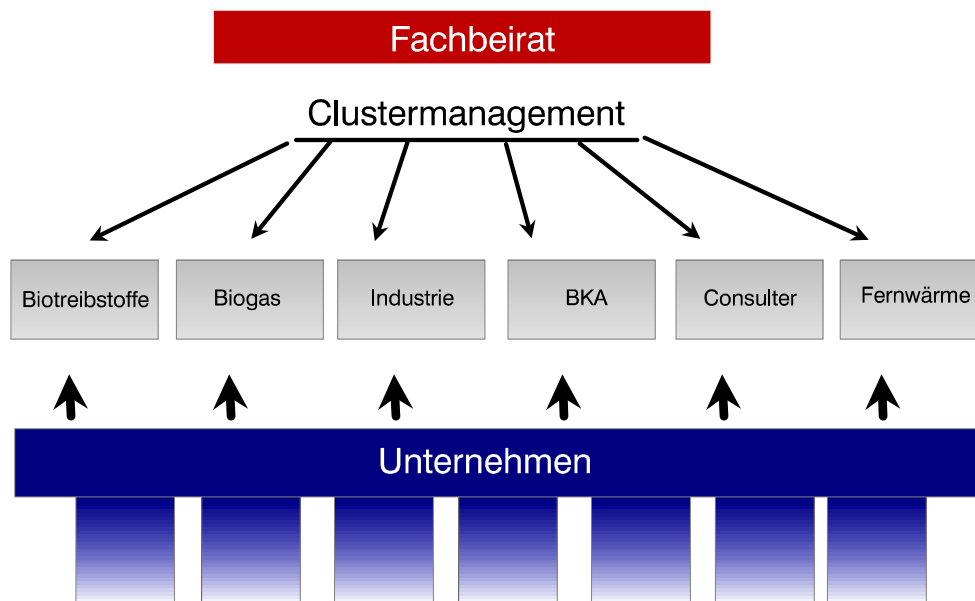 Fachbeirat
Clustermanagement
Biotreibstoffe
Biogas
Industrie
BKA
Consulter
Fernwärme
Unternehmen